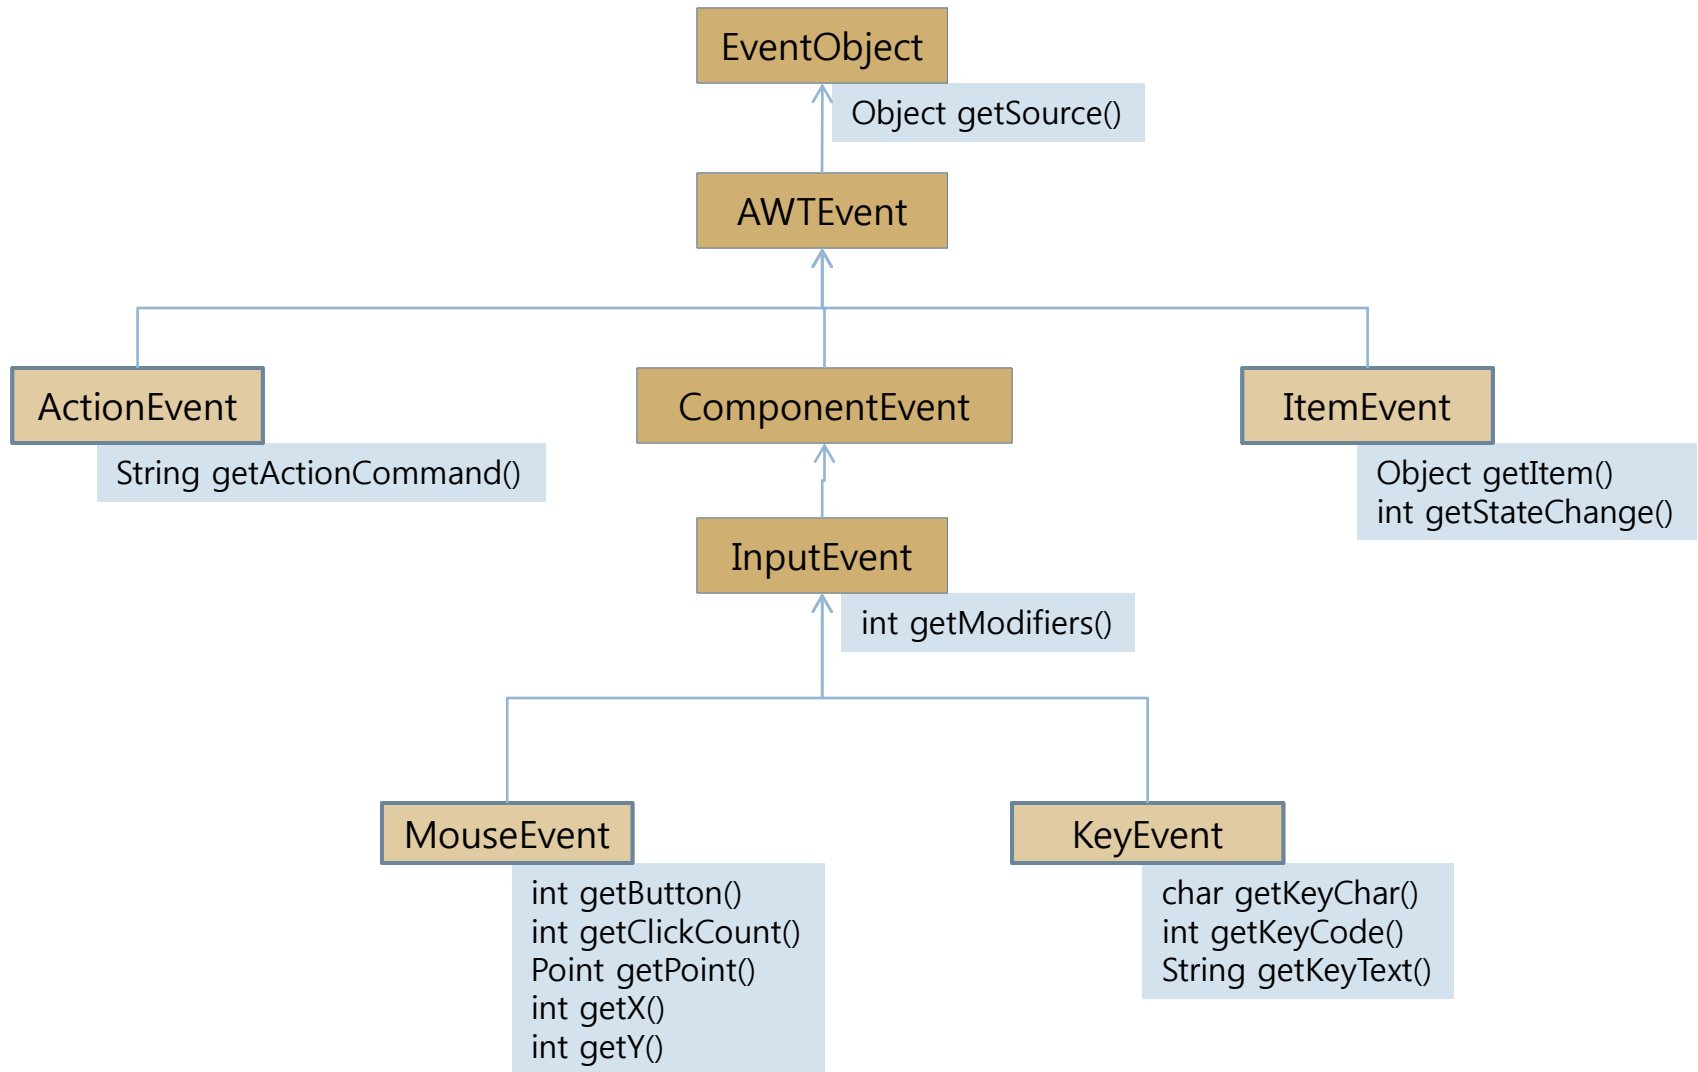 EventObject
Object getSource()
AWTEvent
ActionEvent
String getActionCommand()
ComponentEvent
ItemEvent
Object getItem()
int getStateChange()
InputEvent
int getModifiers()
MouseEvent
int getButton()
int getClickCount()
Point getPoint()
int getX()
int getY()
KeyEvent
char getKeyChar()
int getKeyCode()
String getKeyText()